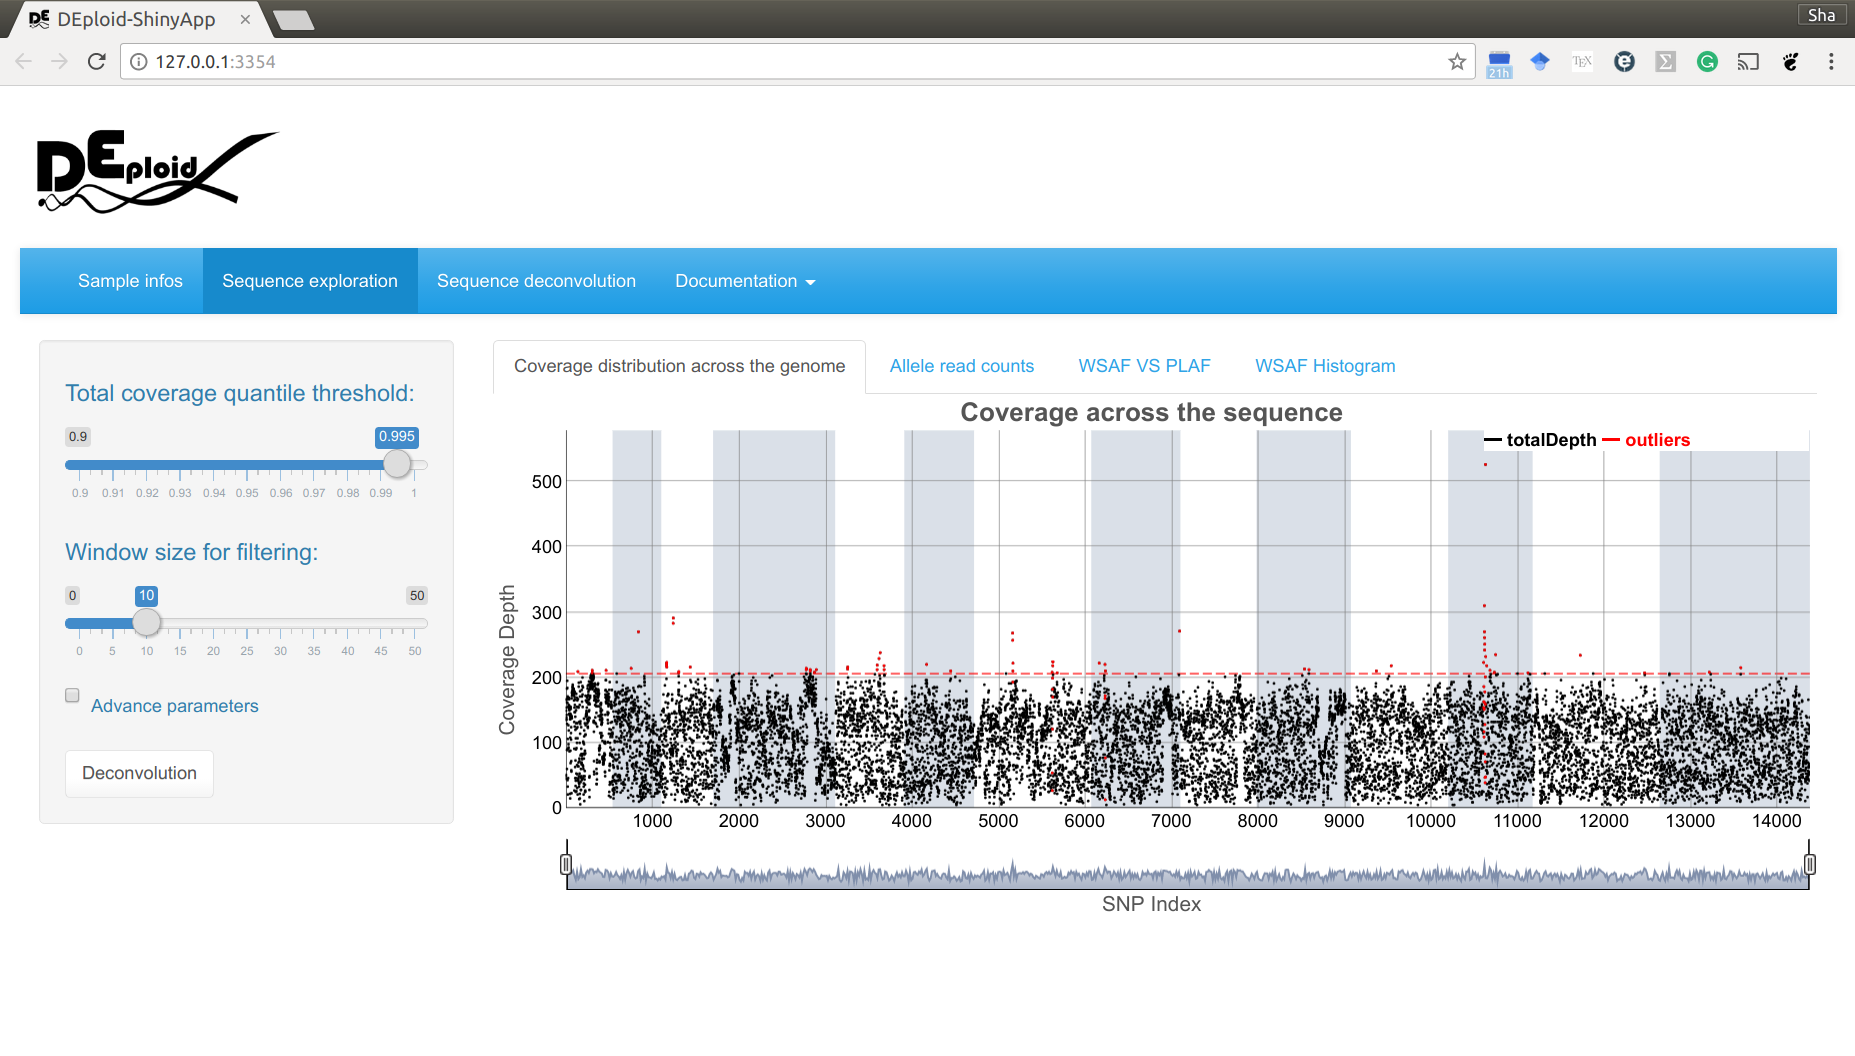 DE DEploid-ShinyApp × Sha
127.0.0.1:3354 21h TEX e Σ G
DEploid
Sample infos Sequence exploration Sequence deconvolution Documentation
Total coverage quantile threshold:
0.9 0.995
0.9 0.91 0.92 0.93 0.94 0.95 0.96 0.97 0.98 0.99 1
Window size for filtering:
0 10 50
0 5 10 15 20 25 30 35 40 45 50
Advance parameters
Deconvolution
Coverage distribution across the genome Allele read counts WSAF VS PLAF WSAF Histogram
Coverage across the sequence
totalDepth outliers
Coverage Depth
500
400
300
200
100
0
1000 2000 3000 4000 5000 6000 7000 8000 9000 10000 11000 12000 13000 14000
SNP Index